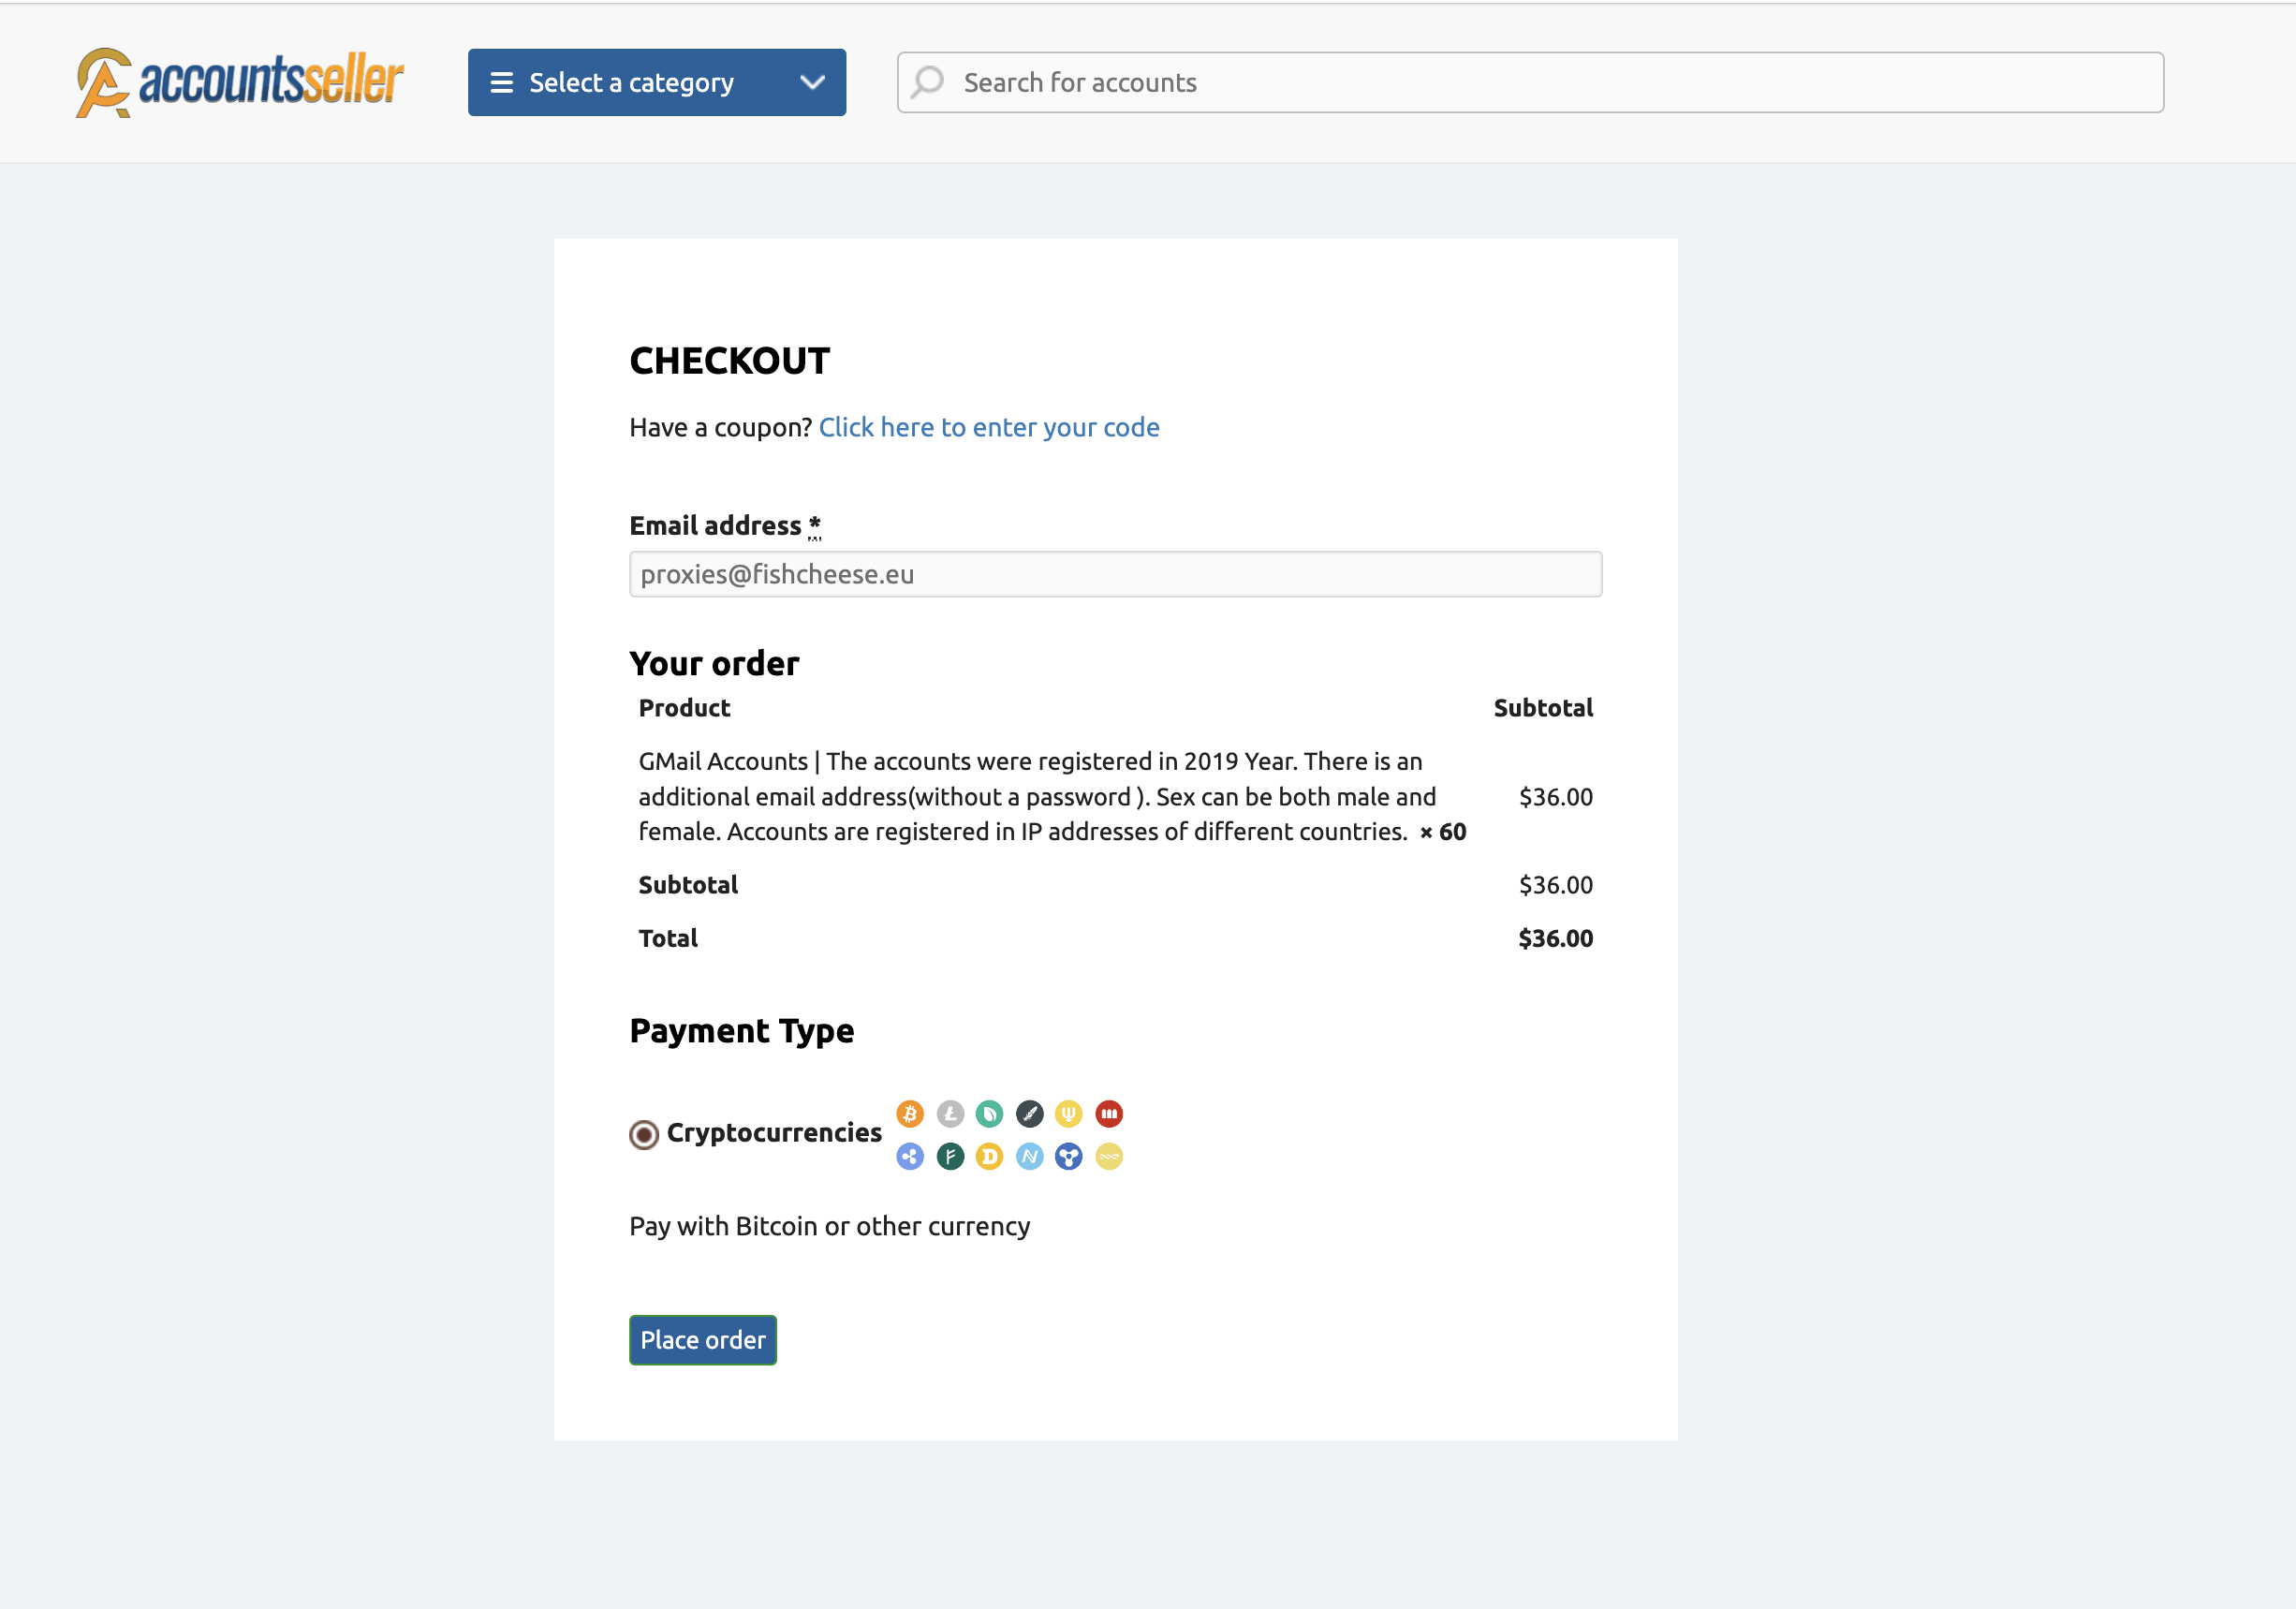 accountsseller
Select a category
Search for accounts
CHECKOUT
Have a coupon? Click here to enter your code
Email address *
proxies@fishcheese.eu
Your order
Product Subtotal
GMail Accounts | The accounts were registered in 2019 Year. There is an
additional email address(without a password ). Sex can be both male and $36.00
female. Accounts are registered in IP addresses of different countries. × 60
Subtotal $36.00
Total $36.00
Payment Type
Cryptocurrencies
Pay with Bitcoin or other currency
Place order